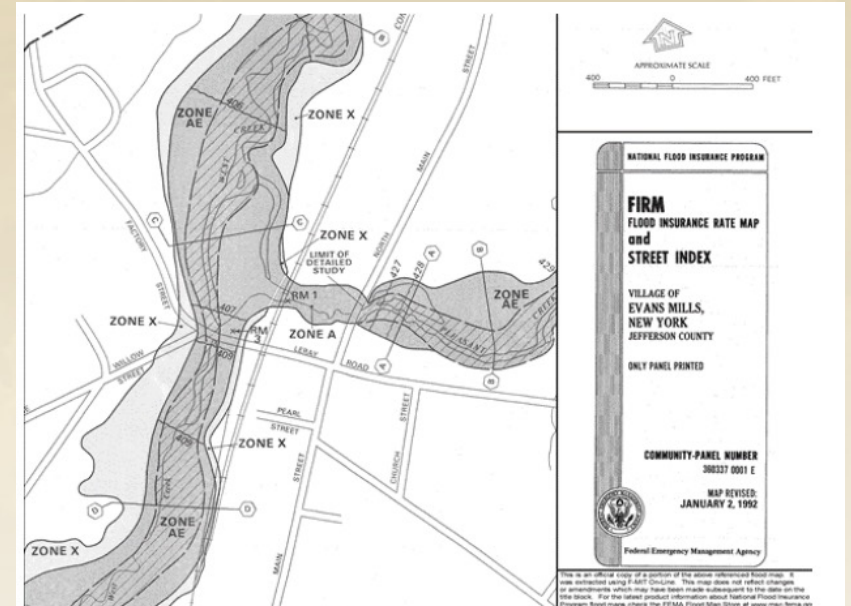 B
CON
STREET
N
APPROXIMATE SCALE
400 0 400 FEET
NATIONAL FLOOD INSURANCE PROGRAM
FIRM
FLOOD INSURANCE RATE MAP
and
STREET INDEX
VILLAGE OF
EVANS MILLS,
NEW YORK
JEFFERSON COUNTY
ONLY PANEL PRINTED
COMMUNITY-PANEL NUMBER
360337 0001 E
MAP REVISED:
JANUARY 2, 1992
Federal Emergency Management Agency
This is an official copy of a portion of the above referenced flood map. It
was extracted using F-MIT On-Line. This map does not reflect changes
or amendments which may have been made subsequent to the date on the
title block. For the latest product information about National Flood Insurance
Program flood maps check the FEMA Flood Map Store at www.msc.fema.gov
ZONE
AE
406
CREEK
ZONE X
WEST
MAIN
NORTH
FACTORY
STREET
C
C
ZONE X
LIMIT OF
DETAILED
STUDY
427
428
A
B
429
RM 1
ZONE
AE
CREEK
PLEASANT
407
ZONE X
RM
3
ZONE A
LERAY
ROAD
A
B
WILLOW
STREET
409
PEARL
STREET
STREET
CHURCH
409
ZONE X
STREET
Creek
D
D
ZONE
AE
ZONE X
MAIN
West